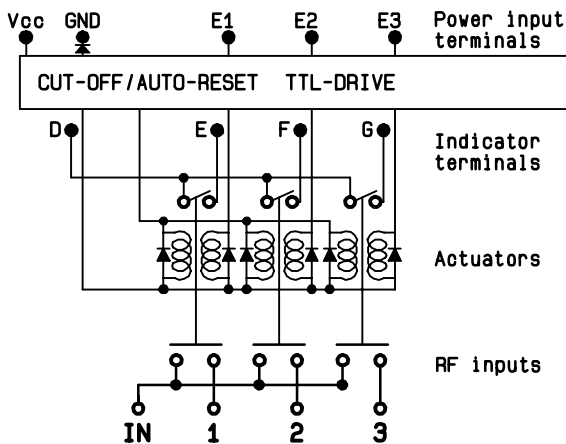 Vcc GND E1 E2 E3 Power input
terminals
CUT-OFF/AUTO-RESET TTL-DRIVE
D E F G Indicator
terminals
Actuators
RF inputs
IN 1 2 3